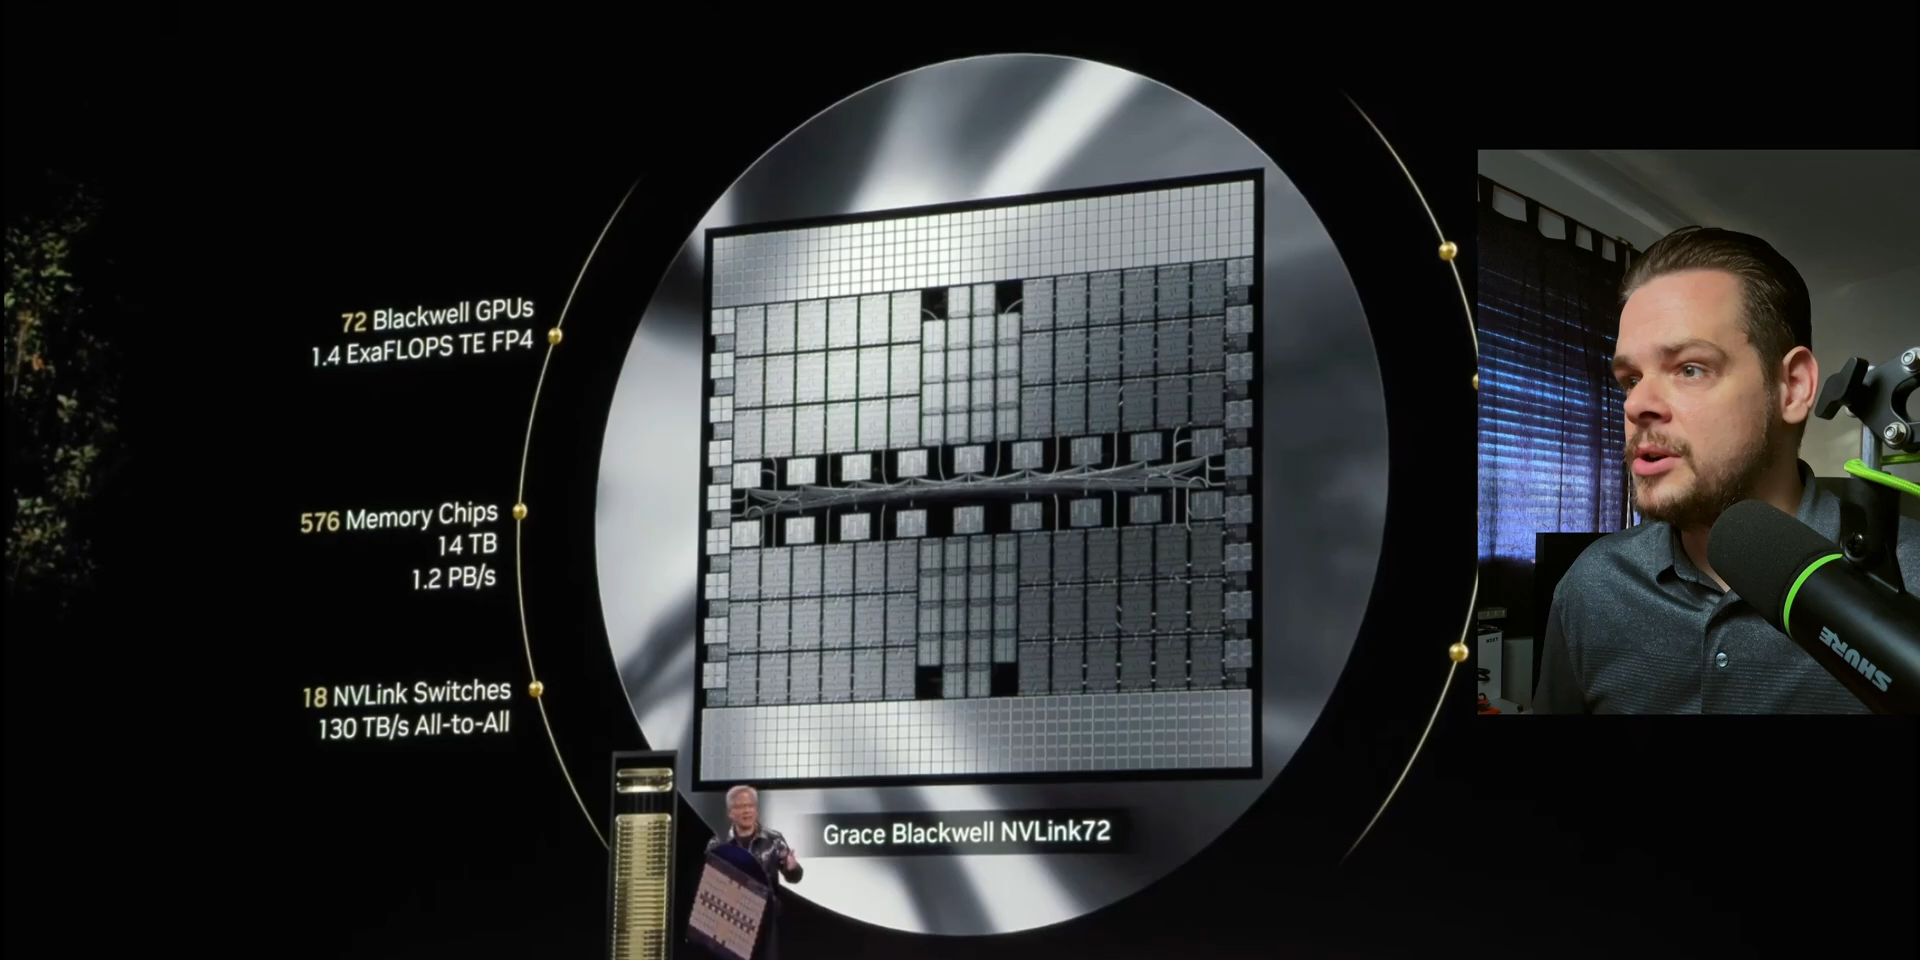 72 Blackwell GPUs
1.4 ExaFLOPS TE FP4
576 Memory Chips
14 TB
1.2 PB/s
18 NVLink Switches
130 TB/s All-to-All
Grace Blackwell NVLink72
SHURE